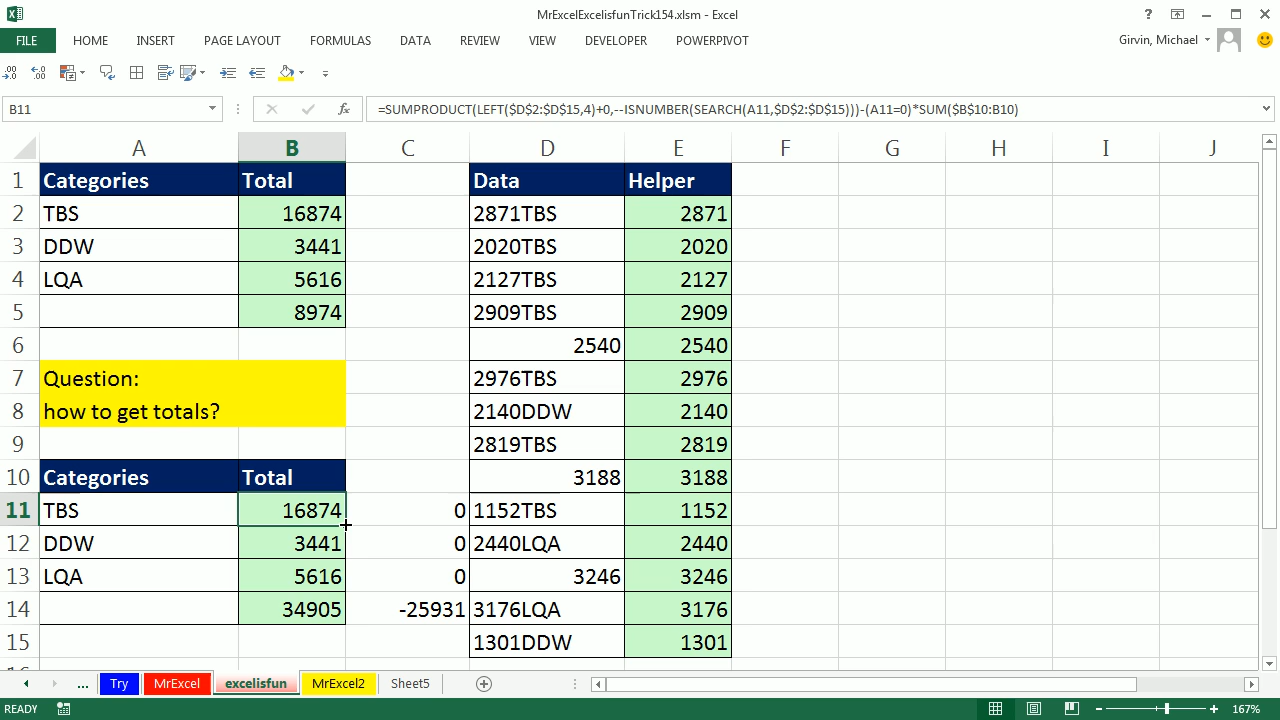 MrExcelExcelisfunTrick154.xlsm - Excel
FILE HOME INSERT PAGE LAYOUT FORMULAS DATA REVIEW VIEW DEVELOPER POWERPIVOT Girvin, Michael
B11 =SUMPRODUCT(LEFT($D$2:$D$15,4)+0,--ISNUMBER(SEARCH(A11,$D$2:$D$15)))-(A11=0)*SUM($B$10:B10)
A B C D E F G H I J
1 Categories Total Data Helper
2 TBS 16874 2871TBS 2871
3 DDW 3441 2020TBS 2020
4 LQA 5616 2127TBS 2127
5 8974 2909TBS 2909
6 2540 2540
7 Question: 2976TBS 2976
8 how to get totals? 2140DDW 2140
9 2819TBS 2819
10 Categories Total 3188 3188
11 TBS 16874 0 1152TBS 1152
12 DDW 3441 0 2440LQA 2440
13 LQA 5616 0 3246 3246
14 34905 -25931 3176LQA 3176
15 1301DDW 1301
... Try MrExcel excelisfun MrExcel2 Sheet5
READY 167%